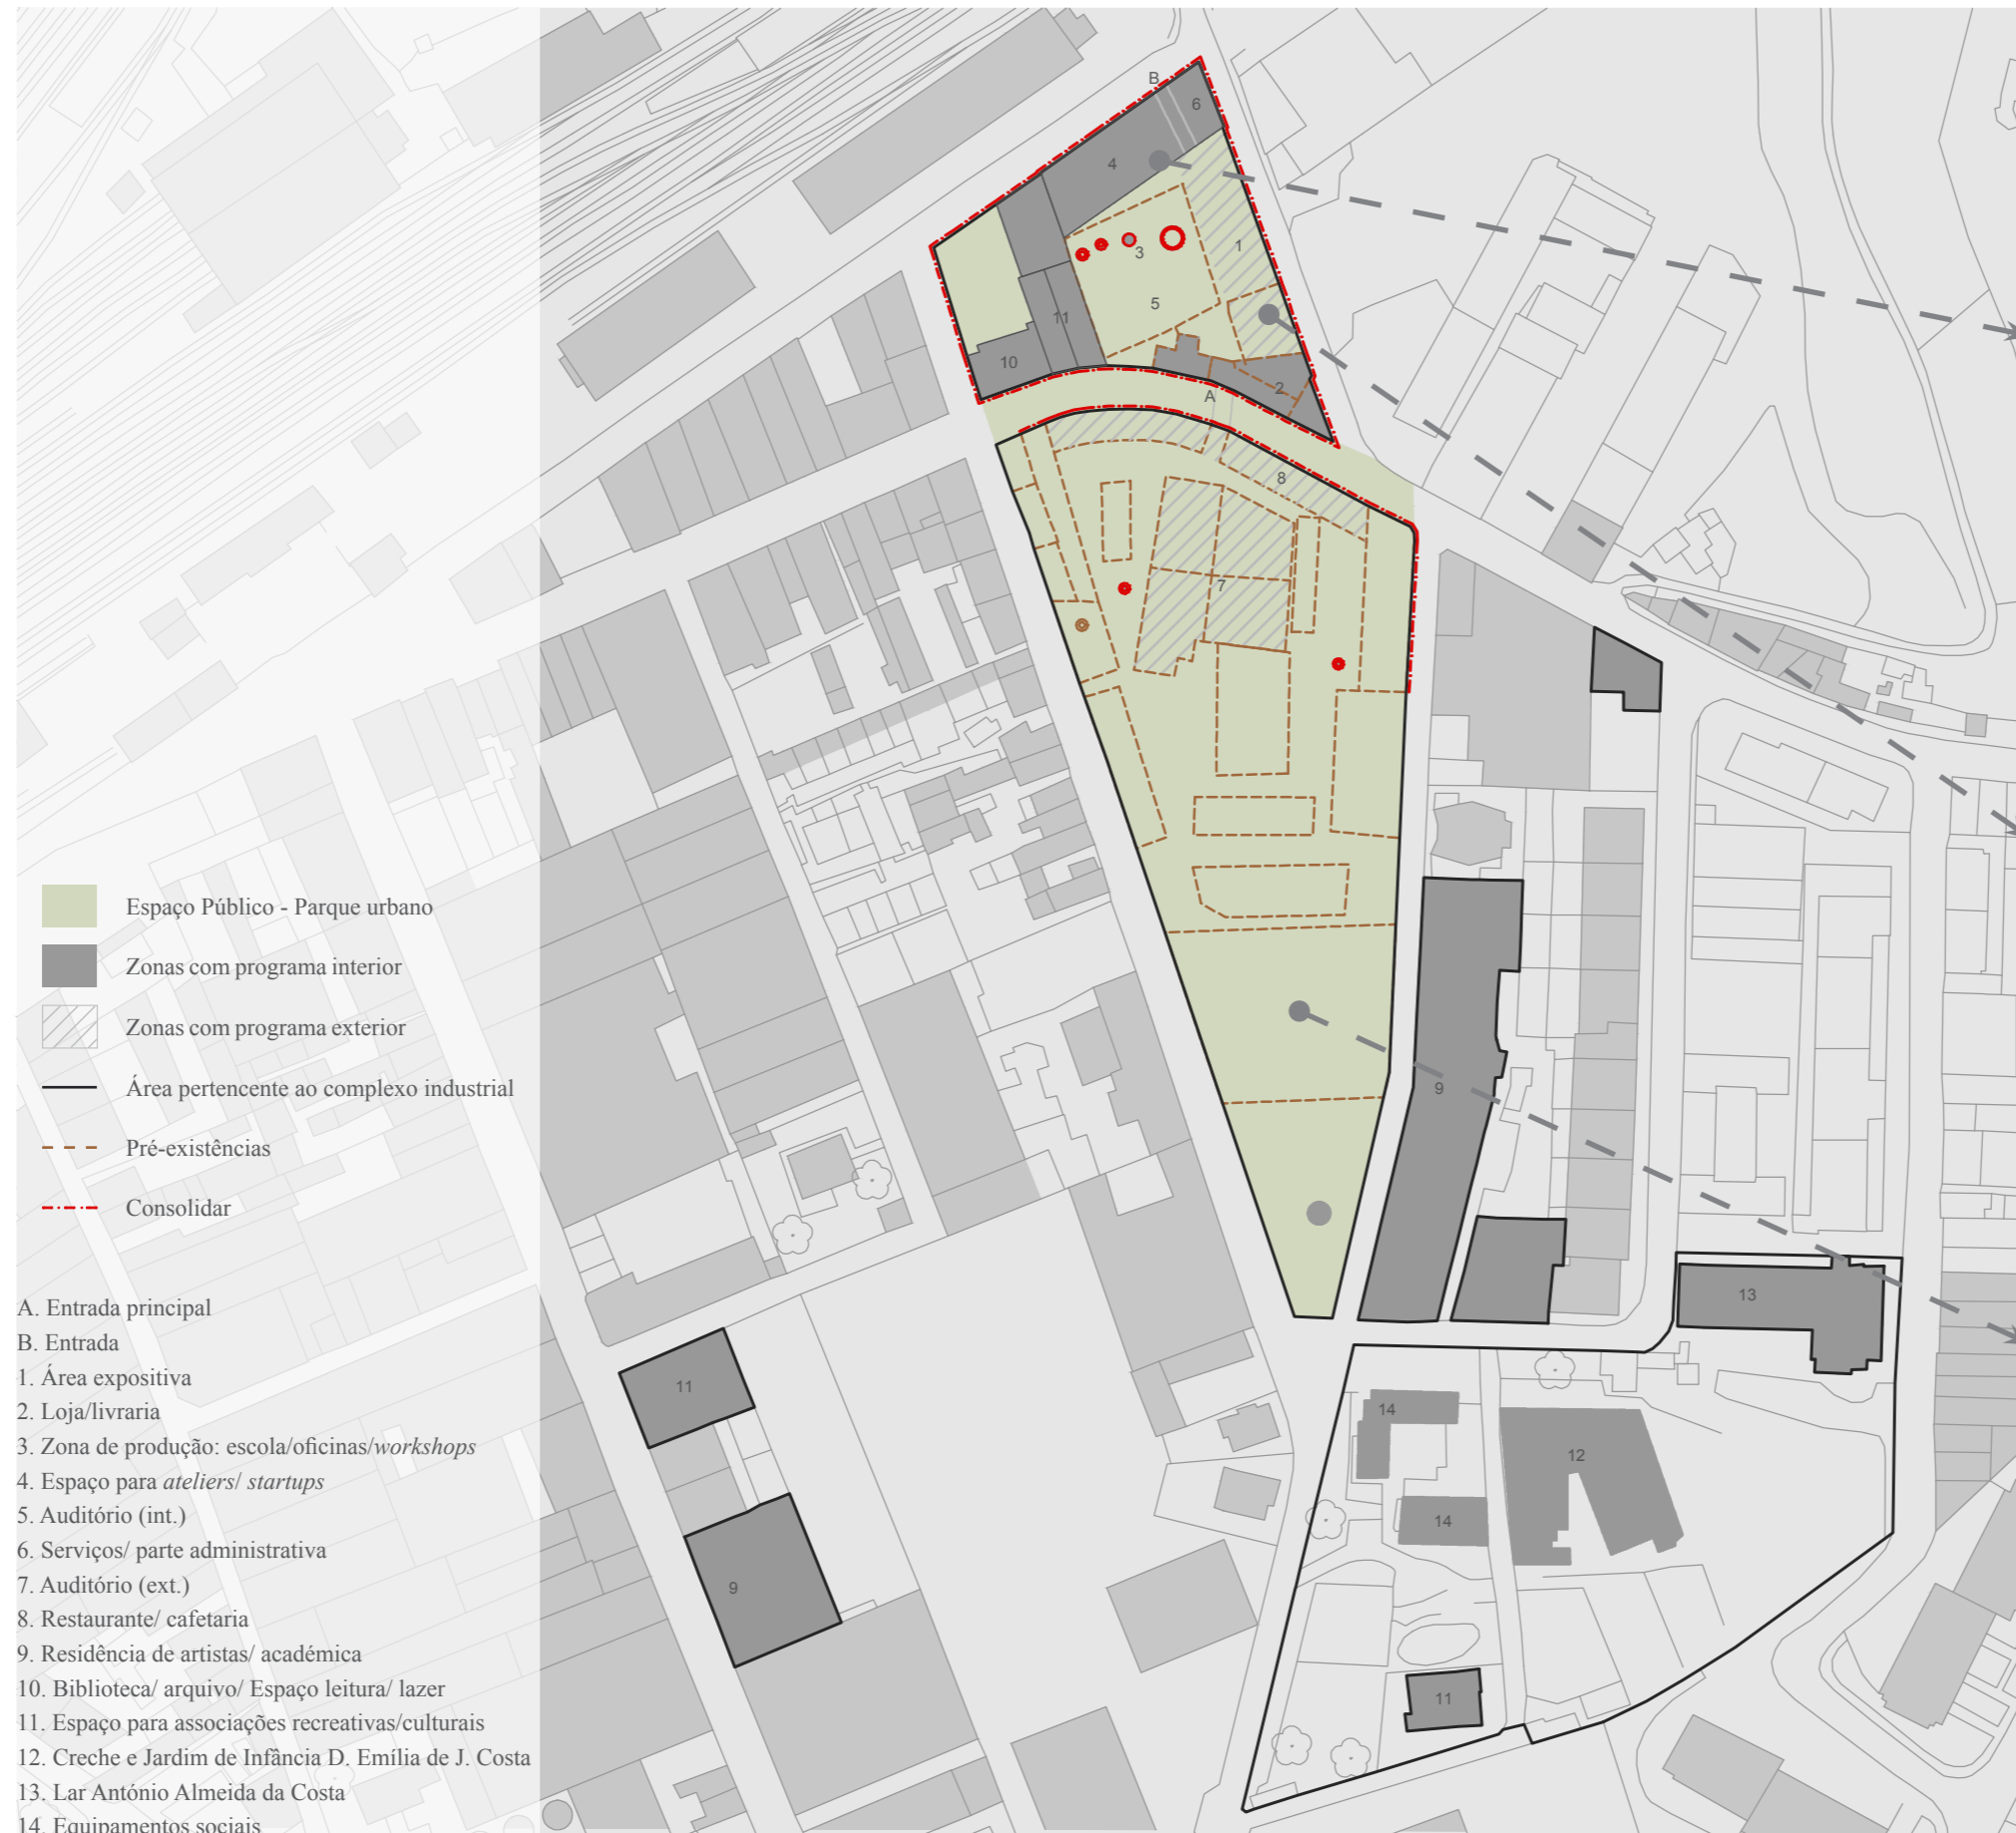 Espaço Público - Parque urbano
Zonas com programa interior
Zonas com programa exterior
Área pertencente ao complexo industrial
Pré-existências
Consolidar
A. Entrada principal
B. Entrada
1. Área expositiva
2. Loja/livraria
3. Zona de produção: escola/oficinas/workshops
4. Espaço para ateliers/ startups
5. Auditório (int.)
6. Serviços/ parte administrativa
7. Auditório (ext.)
8. Restaurante/ cafetaria
9. Residência de artistas/ académica
10. Biblioteca/ arquivo/ Espaço leitura/ lazer
11. Espaço para associações recreativas/culturais
12. Creche e Jardim de Infância D. Emília de J. Costa
13. Lar António Almeida da Costa
14. Equipamentos sociais
B
6
4
1
3
5
11
10
2
A
8
7
9
13
11
14
12
14
9
11